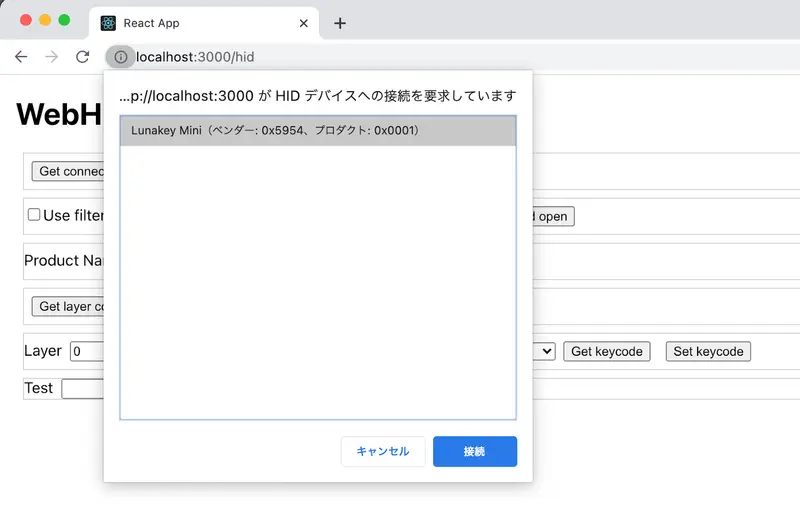 React App
localhost:3000/hid
...p://localhost:3000 が HID デバイスへの接続を要求しています
WebH
Lunakey Mini（ベンダー: 0x5954、プロダクト: 0x0001）
Get connec
Use filter
open
Product Na
Get layer co
Layer 0 Get keycode Set keycode
Test
キャンセル 接続